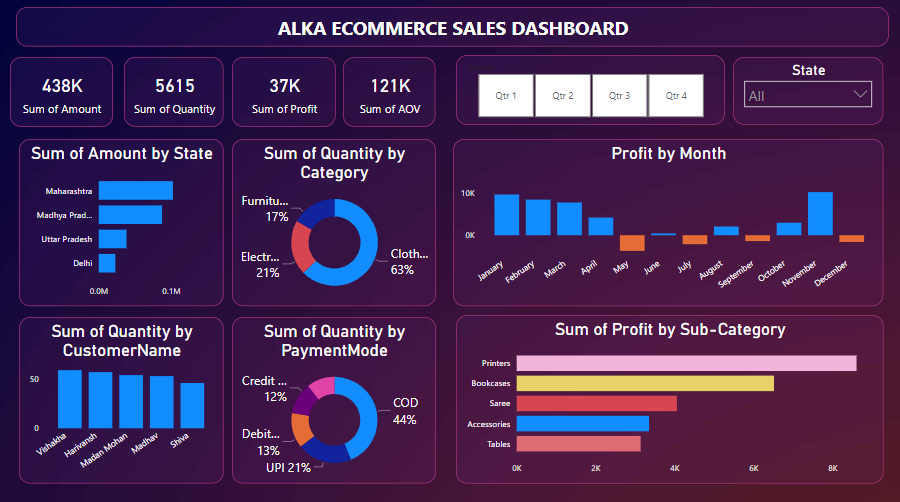 ALKA ECOMMERCE SALES DASHBOARD
438K
Sum of Amount
5615
Sum of Quantity
37K
Sum of Profit
121K
Sum of AOV
Qtr 1
Qtr 2
Qtr 3
Qtr 4
State
All
Sum of Amount by State
Maharashtra
Madhya Prad...
Uttar Pradesh
Delhi
0.0M
0.1M
Sum of Quantity by
Category
Furnitu...
17%
Electr...
21%
Cloth...
63%
Profit by Month
10K
0K
January
February
March
April
May
June
July
August
September
October
November
December
Sum of Quantity by
CustomerName
50
0
Vishakha
Harivansh
Madan Mohan
Madhav
Shiva
Sum of Quantity by
PaymentMode
Credit ...
12%
Debit...
13%
UPI 21%
COD
44%
Sum of Profit by Sub-Category
Printers
Bookcases
Saree
Accessories
Tables
0K
2K
4K
6K
8K